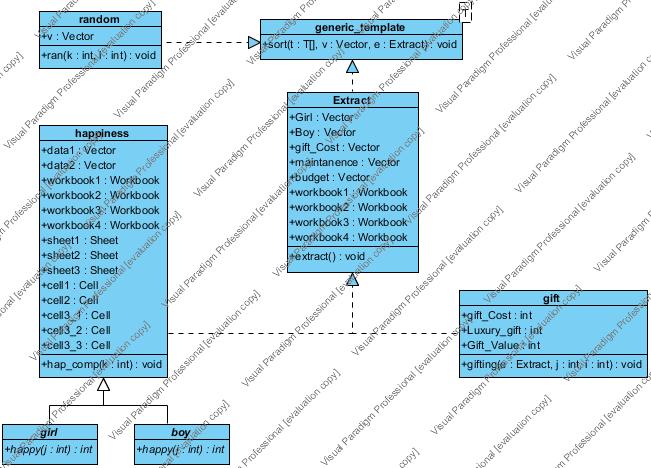 random
+v : Vector
+ran(k : int, i : int) : void
generic_template
+sort(t : T[], v : Vector, e : Extract) : void
Extract
+Girl : Vector
+Boy : Vector
+gift_Cost : Vector
+maintanence : Vector
+budget : Vector
+workbook1 : Workbook
+workbook2 : Workbook
+workbook3 : Workbook
+workbook4 : Workbook
+extract() : void
happiness
+data1 : Vector
+data2 : Vector
+workbook1 : Workbook
+workbook2 : Workbook
+workbook3 : Workbook
+workbook4 : Workbook
+sheet1 : Sheet
+sheet2 : Sheet
+sheet3 : Sheet
+cell1 : Cell
+cell2 : Cell
+cell3_1 : Cell
+cell3_2 : Cell
+cell3_3 : Cell
+hap_comp(k : int) : void
gift
+gift_Cost : int
+Luxury_gift : int
+Gift_Value : int
+gifting(e : Extract, j : int, i : int) : void
girl
+happy(j : int) : int
boy
+happy(j : int) : int
Visual Paradigm Professional [evaluation copy]